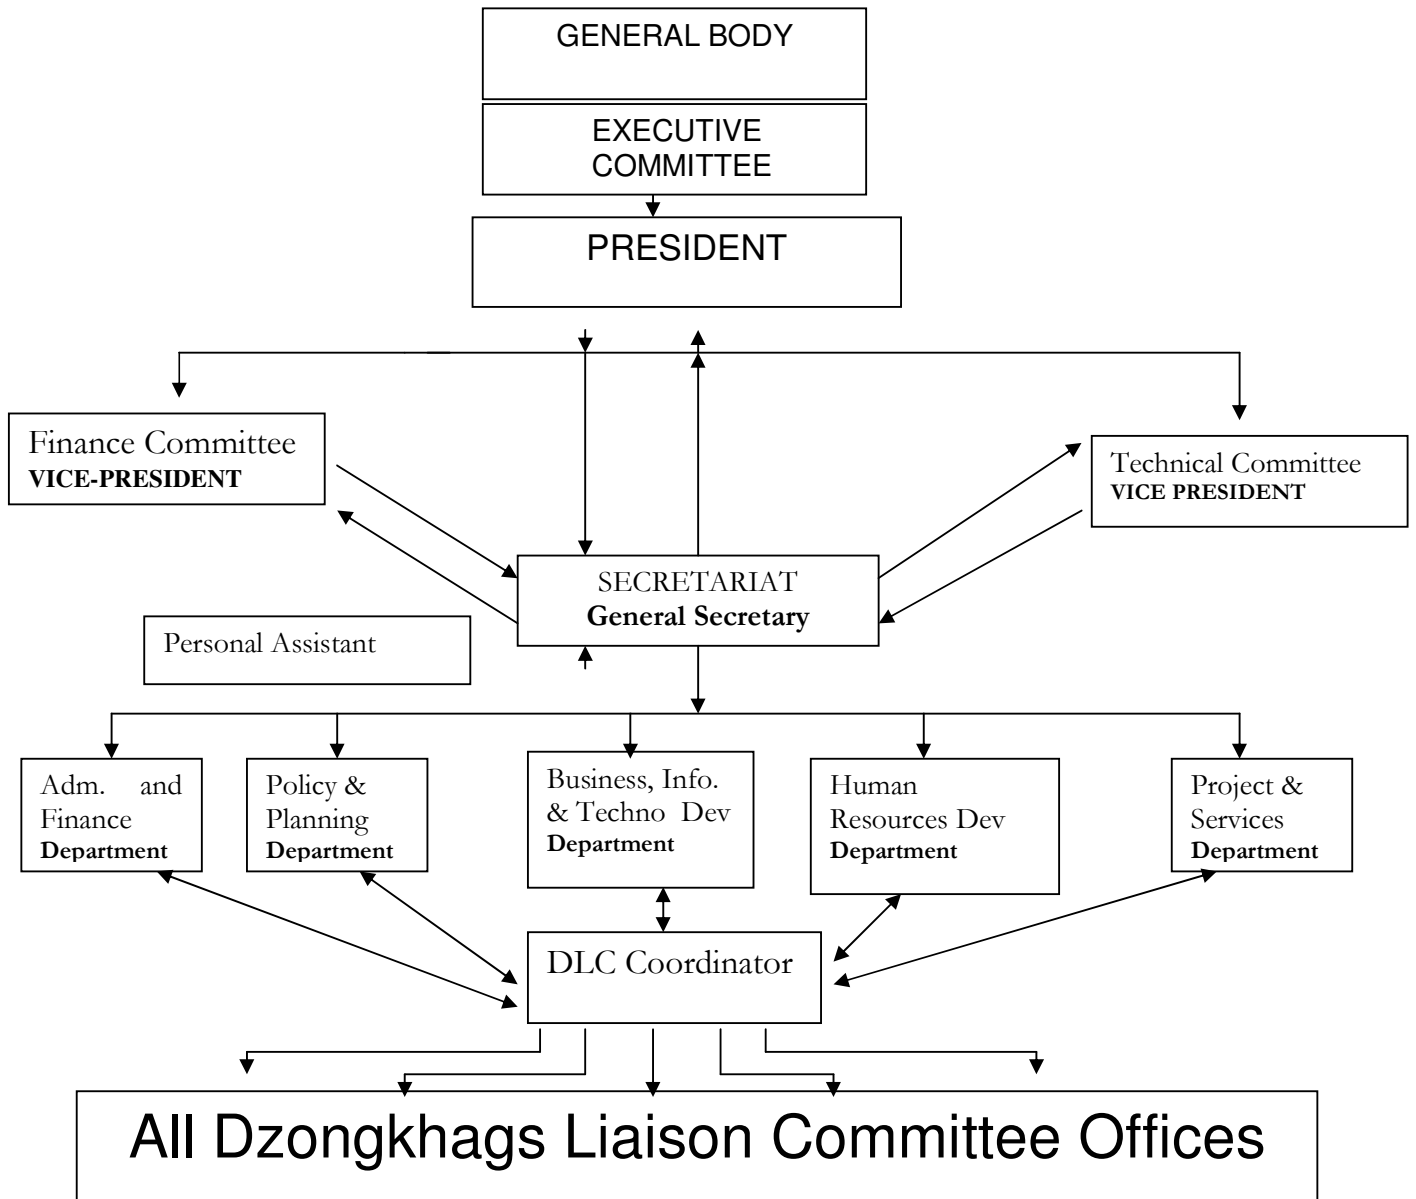 GENERAL BODY
EXECUTIVE
COMMITTEE
PRESIDENT
Finance Committee
VICE-PRESIDENT
Technical Committee
VICE PRESIDENT
SECRETARIAT
General Secretary
Personal Assistant
Adm. and
Finance
Department
Policy &
Planning
Department
Business, Info.
& Techno Dev
Department
Human
Resources Dev
Department
Project &
Services
Department
DLC Coordinator
All Dzongkhags Liaison Committee Offices